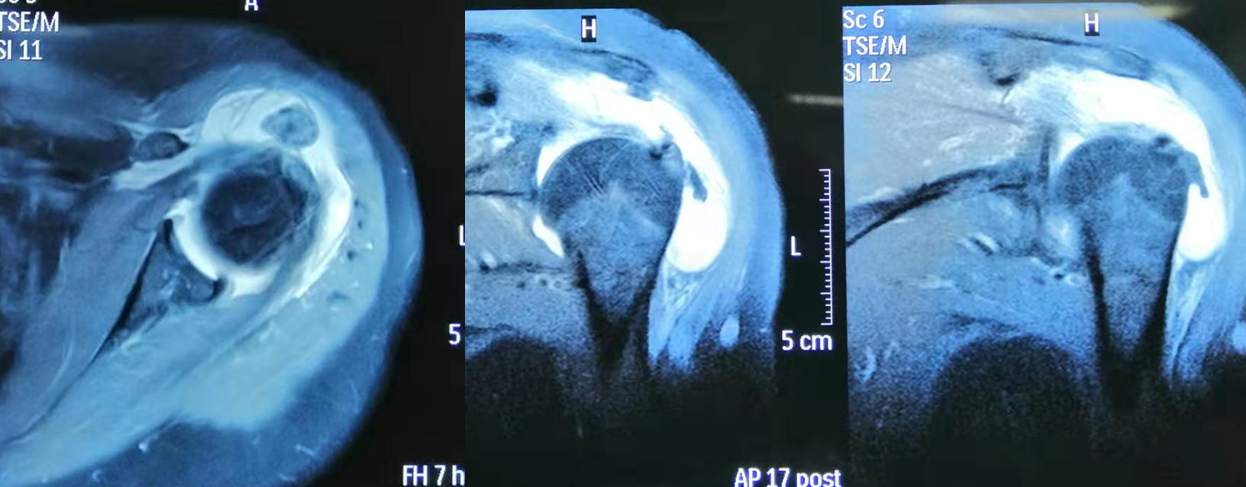 A
TSE/M
SI 11
L
5
FH 7 h
H
L
5 cm
AP 17 post
Sc 6
TSE/M
SI 12
H